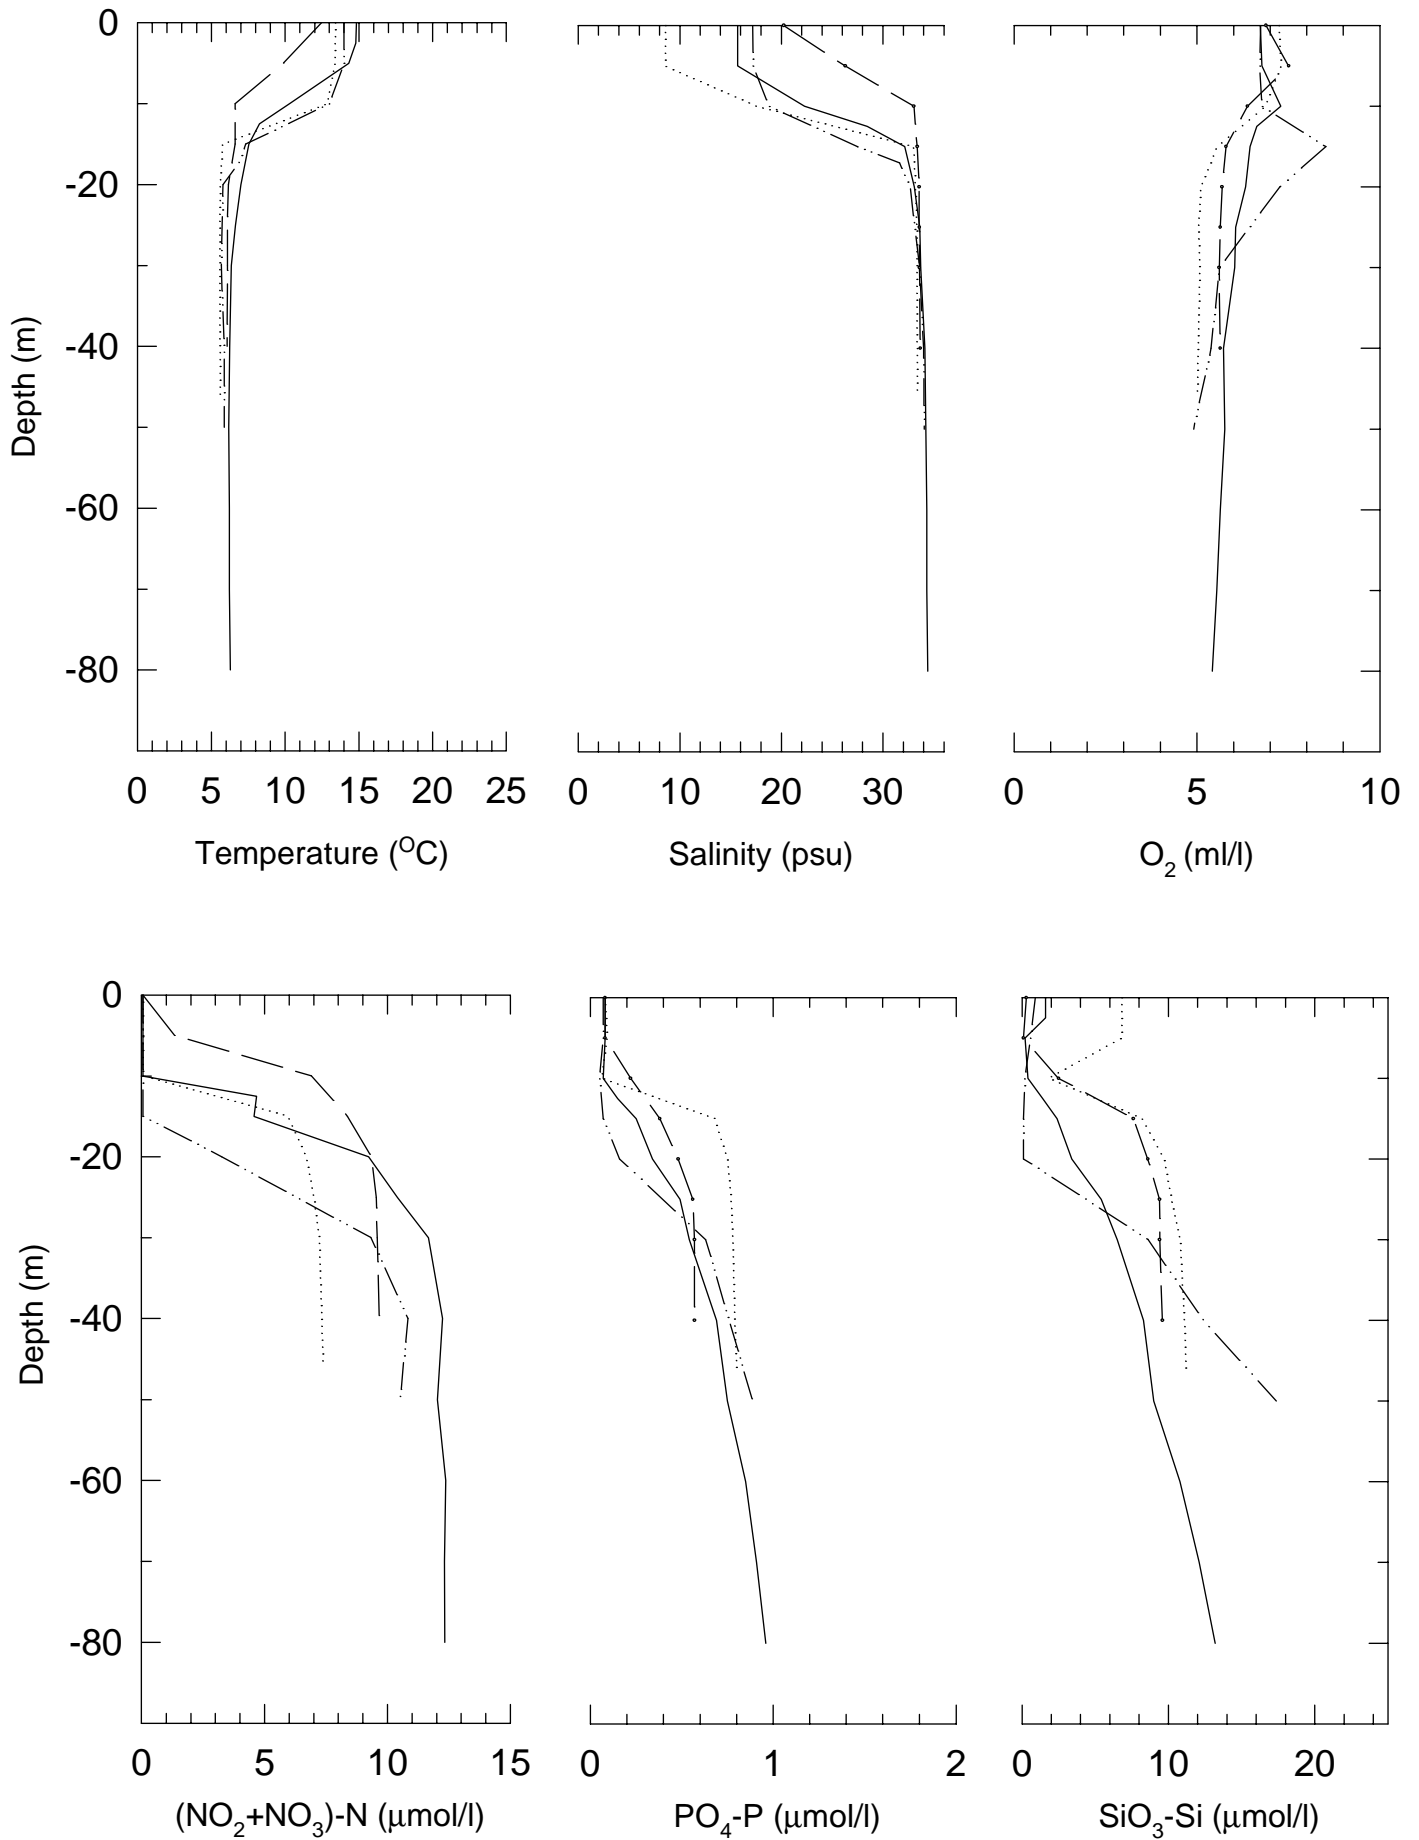 0
-20
-40
-60
-80
Depth (m)
0 5 10 15 20 25
0 10 20 30
0 5 10
Temperature (ᴼC)
Salinity (psu)
O₂ (ml/l)
0
-20
-40
-60
-80
Depth (m)
0 5 10 15
0 1 2
0 10 20
(NO₂+NO₃)-N (μmol/l)
PO₄-P (μmol/l)
SiO₃-Si (μmol/l)